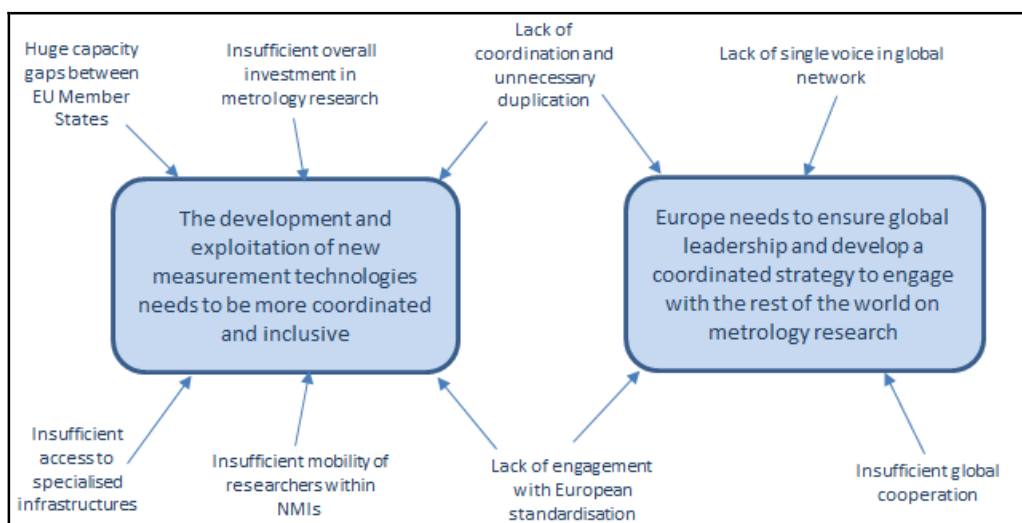 Huge capacity
gaps between
EU Member
States
Insufficient overall
investment in
metrology research
Lack of
coordination and
unnecessary
duplication
Lack of single voice in global
network
The development and
exploitation of new
measurement technologies
needs to be more coordinated
and inclusive
Europe needs to ensure global
leadership and develop a
coordinated strategy to engage
with the rest of the world on
metrology research
Insufficient
access to
specialised
infrastructures
Insufficient mobility of
researchers within
NMIs
Lack of engagement
with European
standardisation
Insufficient global
cooperation